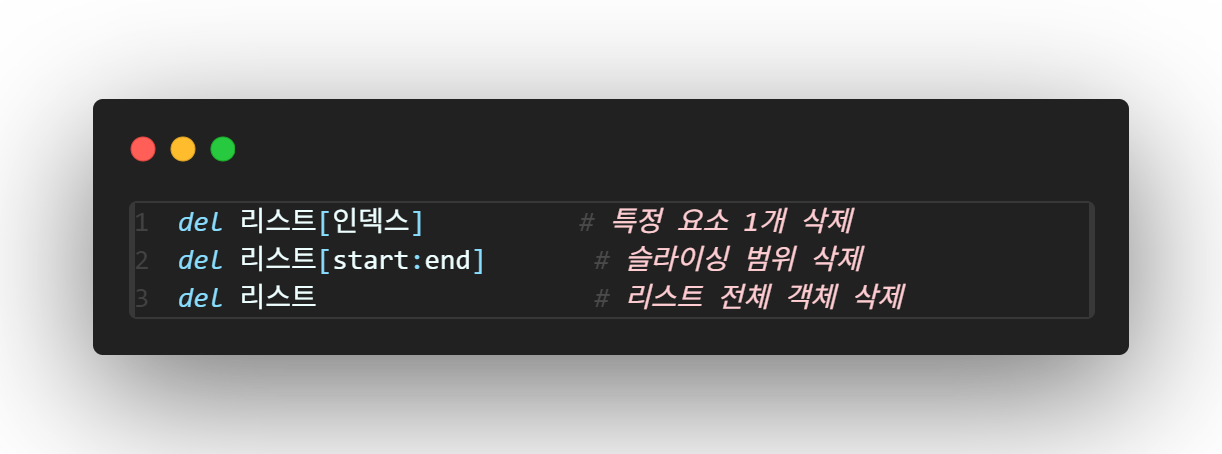 1 del 리스트[인덱스] # 특정 요소 1개 삭제
2 del 리스트[start:end] # 슬라이싱 범위 삭제
3 del 리스트 # 리스트 전체 객체 삭제